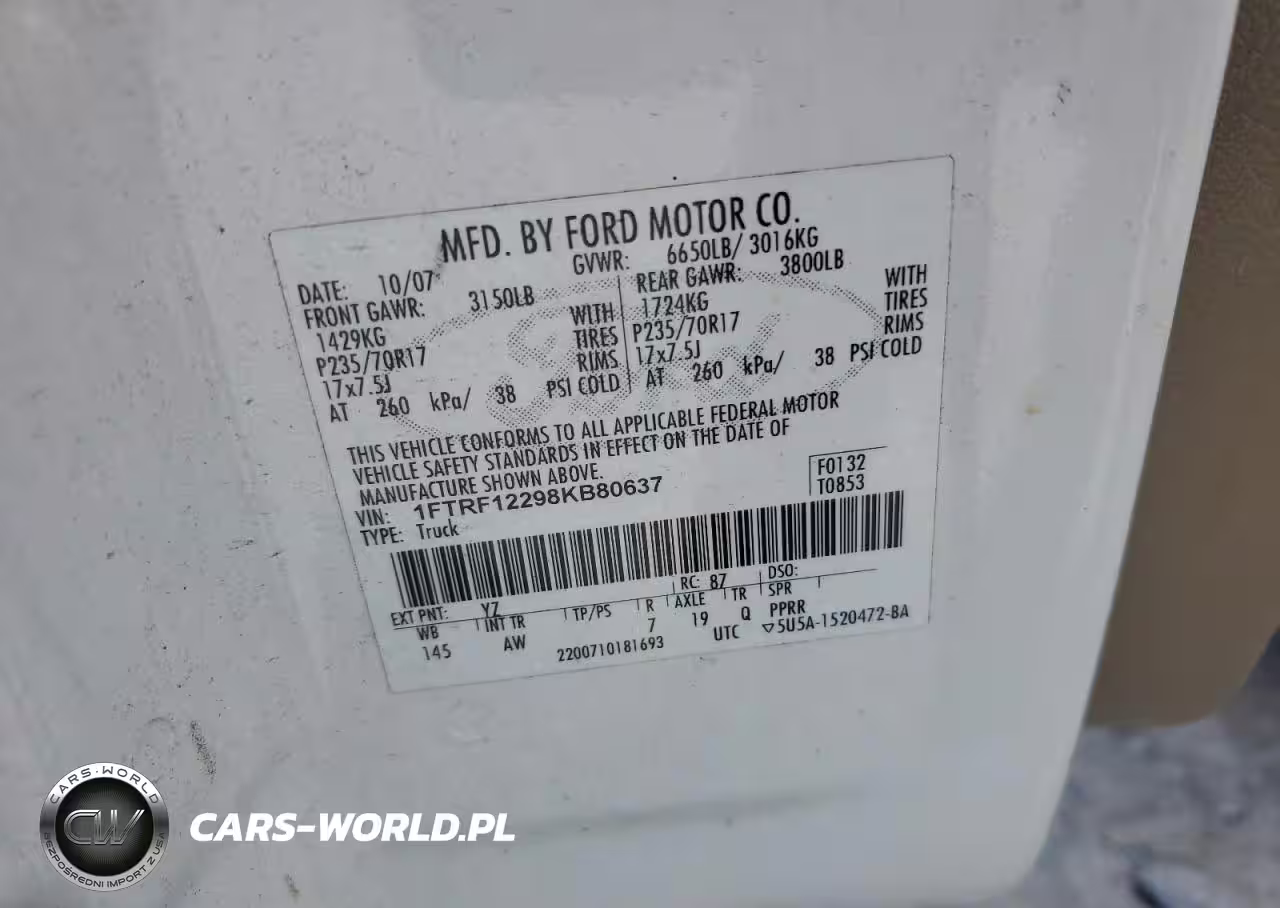 MFD. BY FORD MOTOR CO.
DATE: 10/07 GVWR: 6650LB/ 3016KG
FRONT GAWR: 3150LB REAR GAWR: 3800LB
1429KG WITH 1724KG WITH
P235/70R17 TIRES P235/70R17 TIRES
17x7.5J RIMS 17x7.5J RIMS
AT 260 kPa/ 38 PSI COLD AT 260 kPa/ 38 PSI COLD
THIS VEHICLE CONFORMS TO ALL APPLICABLE FEDERAL MOTOR
VEHICLE SAFETY STANDARDS IN EFFECT ON THE DATE OF
MANUFACTURE SHOWN ABOVE.
VIN: 1FTRF12298KB80637 F0132
TYPE: Truck T0853
EXT PNT: YZ RC: 87 DSO:
WB INT TR TP/PS R AXLE TR SPR
145 AW 7 19 Q PPRR
2200710181693 UTC ▽5U5A-1520472-BA
CARS-WORLD
CW
BEZPOŚREDNI IMPORT Z USA
CARS-WORLD.PL